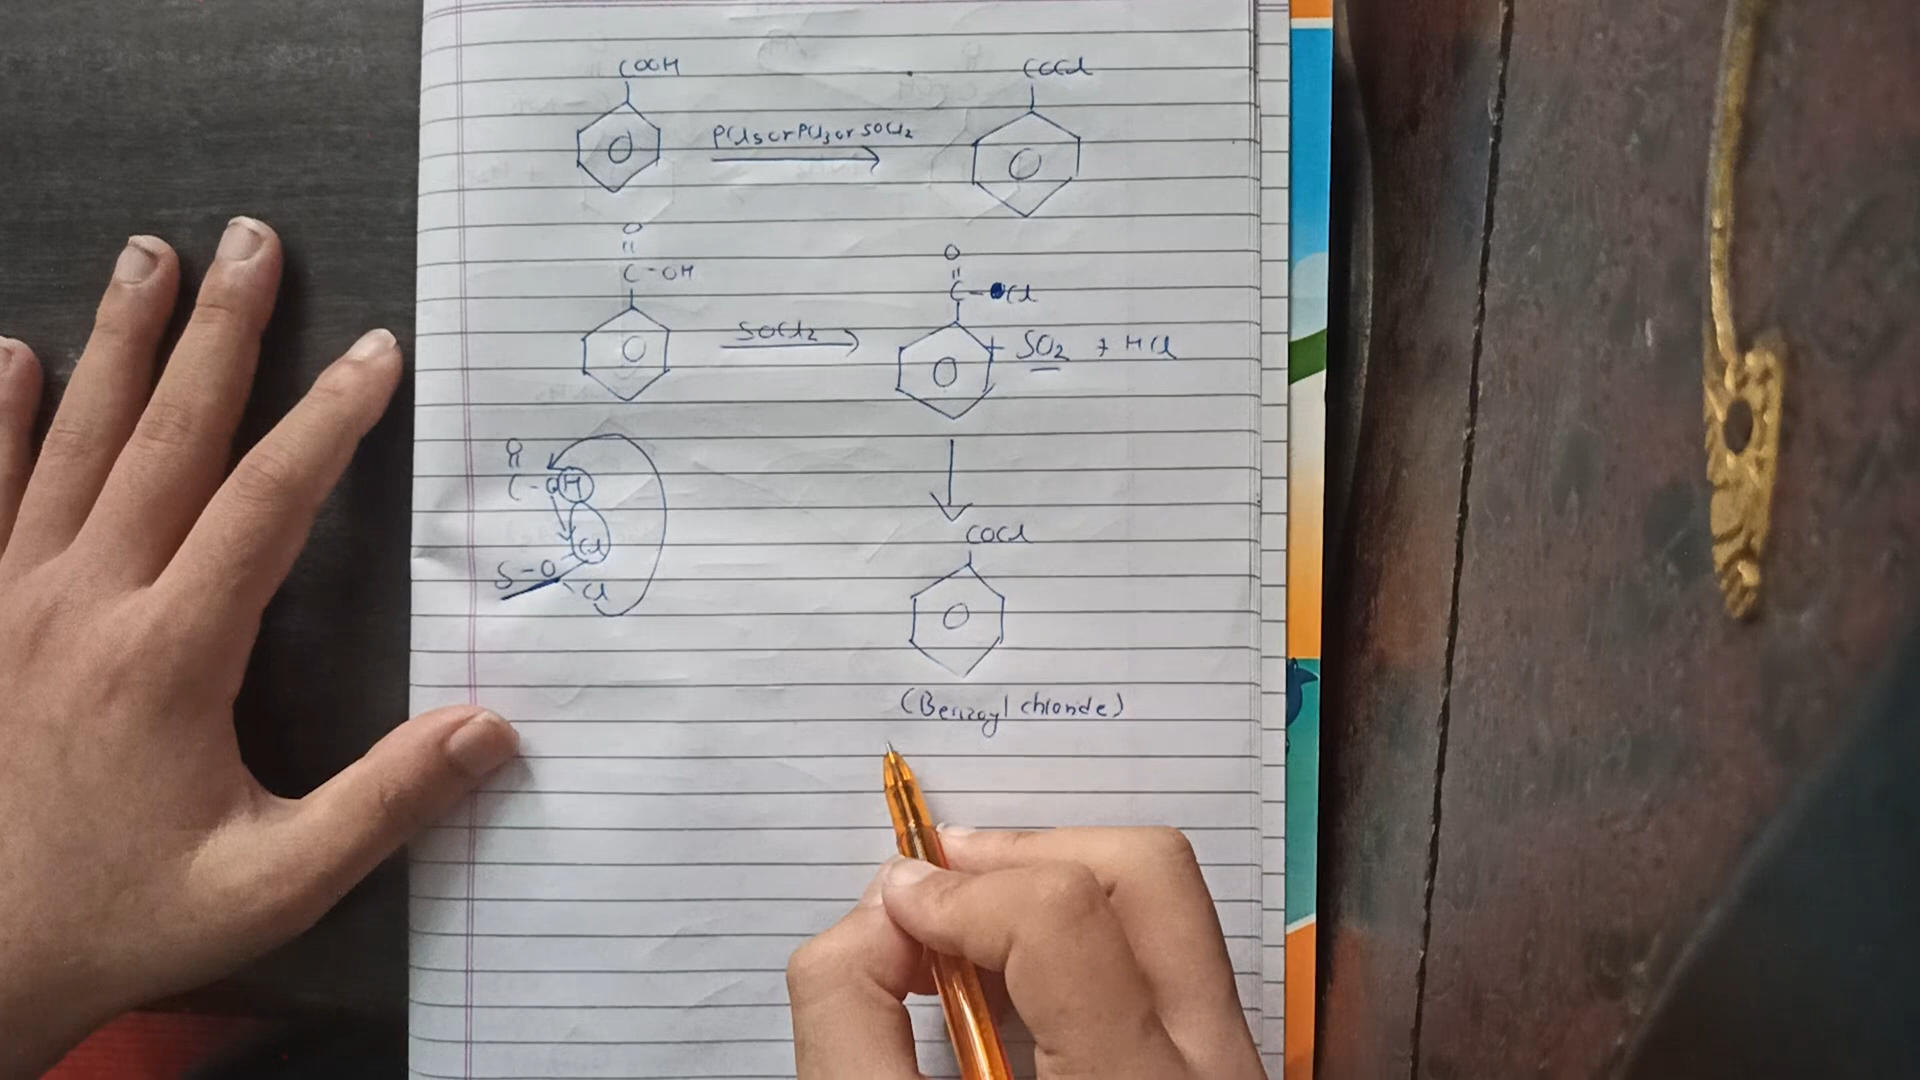 COOH
COCl
PCl5 or PCl3 or SOCl2
O
C-OH
O
C-Cl
SOCl2
+ SO2 + HCl
O
C-OH
Cl
S-O
Cl
COCl
(Benzoyl chloride)